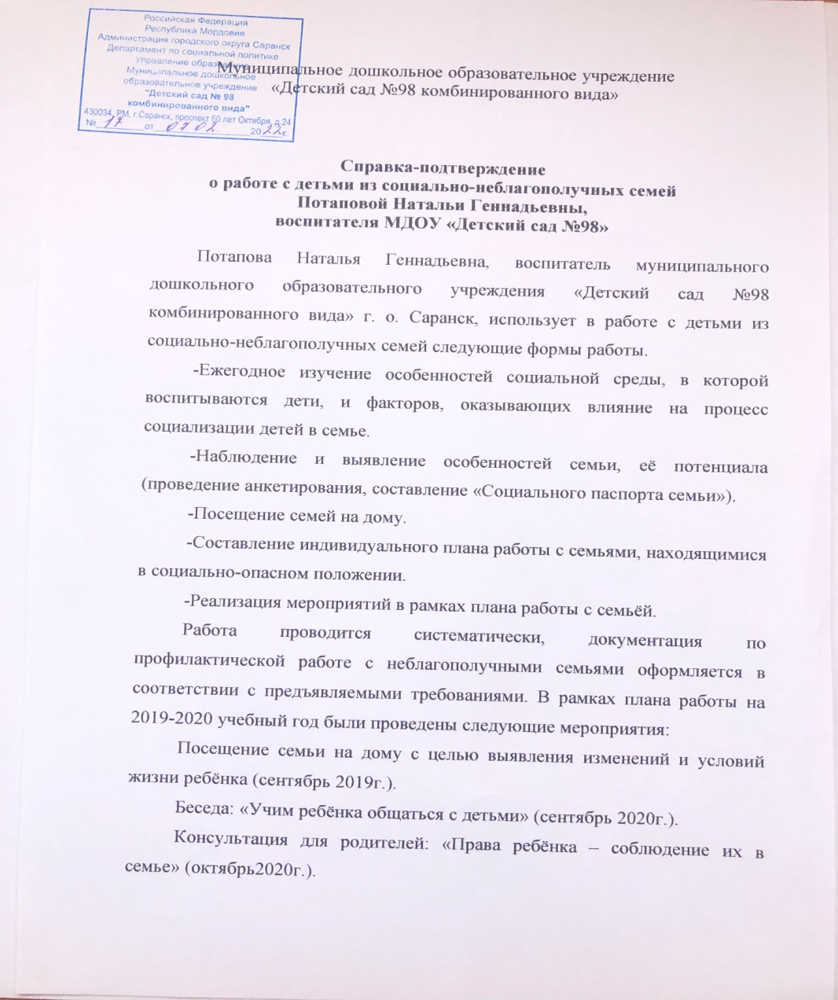 Российская Федерация
Республика Мордовия
Администрация городского округа Саранск
Департамент по социальной политике
Управление образования
Муниципальное дошкольное
образовательное учреждение
"Детский сад № 98
комбинированного вида"
430034, РМ, г.Саранск, проспект 60 лет Октября, д.24
№ 17 от 07 02. 2022г.
Муниципальное дошкольное образовательное учреждение
«Детский сад №98 комбинированного вида»
Справка-подтверждение
о работе с детьми из социально-неблагополучных семей
Потаповой Натальи Геннадьевны,
воспитателя МДОУ «Детский сад №98»
Потапова Наталья Геннадьевна, воспитатель муниципального
дошкольного образовательного учреждения «Детский сад №98
комбинированного вида» г. о. Саранск, использует в работе с детьми из
социально-неблагополучных семей следующие формы работы.
-Ежегодное изучение особенностей социальной среды, в которой
воспитываются дети, и факторов, оказывающих влияние на процесс
социализации детей в семье.
-Наблюдение и выявление особенностей семьи, её потенциала
(проведение анкетирования, составление «Социального паспорта семьи»).
-Посещение семей на дому.
-Составление индивидуального плана работы с семьями, находящимися
в социально-опасном положении.
-Реализация мероприятий в рамках плана работы с семьёй.
Работа проводится систематически, документация по
профилактической работе с неблагополучными семьями оформляется в
соответствии с предъявляемыми требованиями. В рамках плана работы на
2019-2020 учебный год были проведены следующие мероприятия:
Посещение семьи на дому с целью выявления изменений и условий
жизни ребёнка (сентябрь 2019г.).
Беседа: «Учим ребёнка общаться с детьми» (сентябрь 2020г.).
Консультация для родителей: «Права ребёнка – соблюдение их в
семье» (октябрь2020г.).